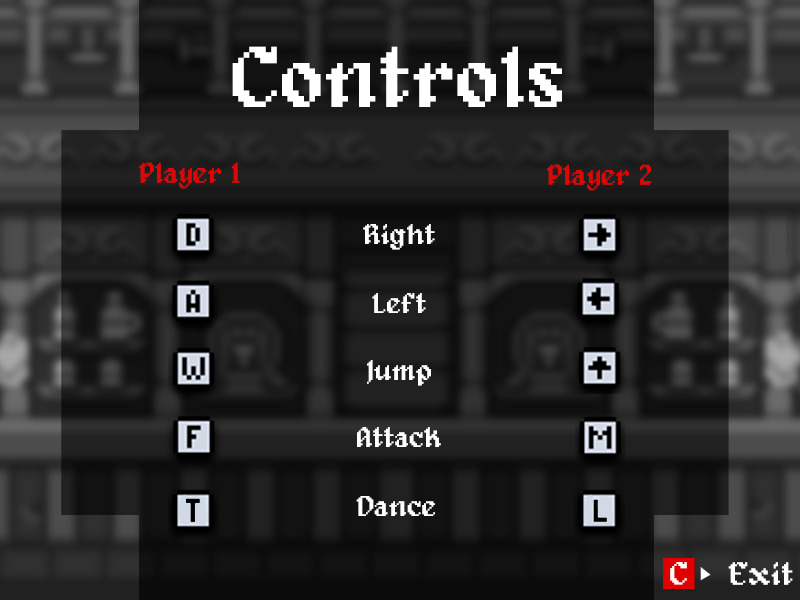 Controls
Player 1 Player 2
D Right →
A Left ←
W Jump ↑
F Attack M
T Dance L
C ▸ Exit